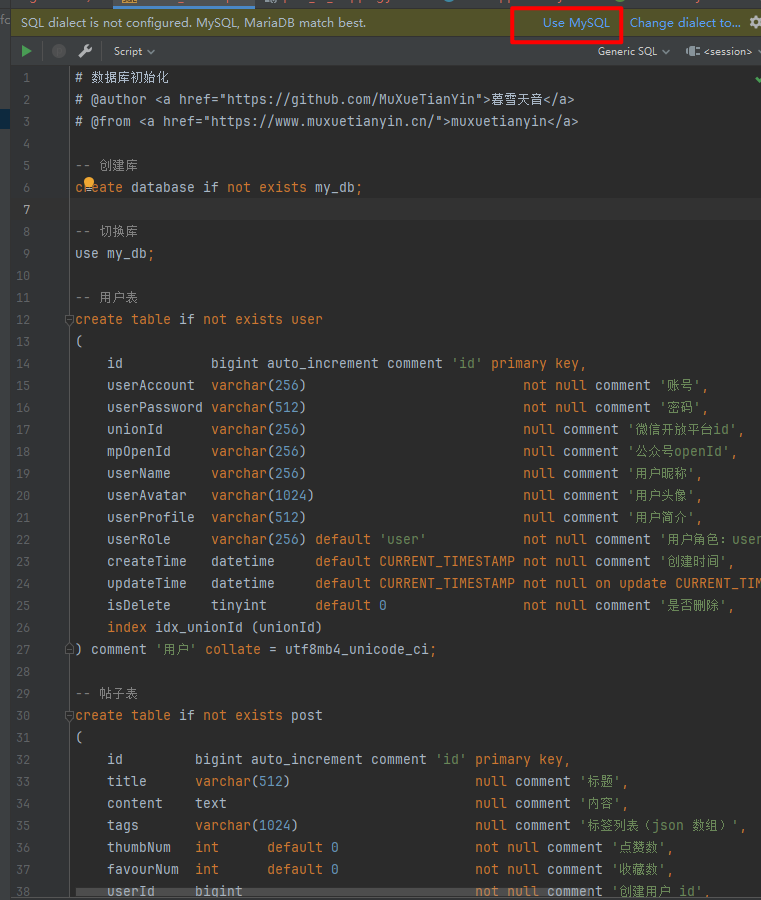 SQL dialect is not configured. MySQL, MariaDB match best. Use MySQL Change dialect to...
Script Generic SQL <session>
1 # 数据库初始化
2 # @author <a href="https://github.com/MuXueTianYin">暮雪天音</a>
3 # @from <a href="https://www.muxuetianyin.cn/">muxuetianyin</a>
4
5 -- 创建库
6 create database if not exists my_db;
7
8 -- 切换库
9 use my_db;
10
11 -- 用户表
12 create table if not exists user
13 (
14 id bigint auto_increment comment 'id' primary key,
15 userAccount varchar(256) not null comment '账号',
16 userPassword varchar(512) not null comment '密码',
17 unionId varchar(256) null comment '微信开放平台id',
18 mpOpenId varchar(256) null comment '公众号openId',
19 userName varchar(256) null comment '用户昵称',
20 userAvatar varchar(1024) null comment '用户头像',
21 userProfile varchar(512) null comment '用户简介',
22 userRole varchar(256) default 'user' not null comment '用户角色：user
23 createTime datetime default CURRENT_TIMESTAMP not null comment '创建时间',
24 updateTime datetime default CURRENT_TIMESTAMP not null on update CURRENT_TIM
25 isDelete tinyint default 0 not null comment '是否删除',
26 index idx_unionId (unionId)
27 ) comment '用户' collate = utf8mb4_unicode_ci;
28
29 -- 帖子表
30 create table if not exists post
31 (
32 id bigint auto_increment comment 'id' primary key,
33 title varchar(512) null comment '标题',
34 content text null comment '内容',
35 tags varchar(1024) null comment '标签列表（json 数组）',
36 thumbNum int default 0 not null comment '点赞数',
37 favourNum int default 0 not null comment '收藏数',
38 userId bigint not null comment '创建用户 id',